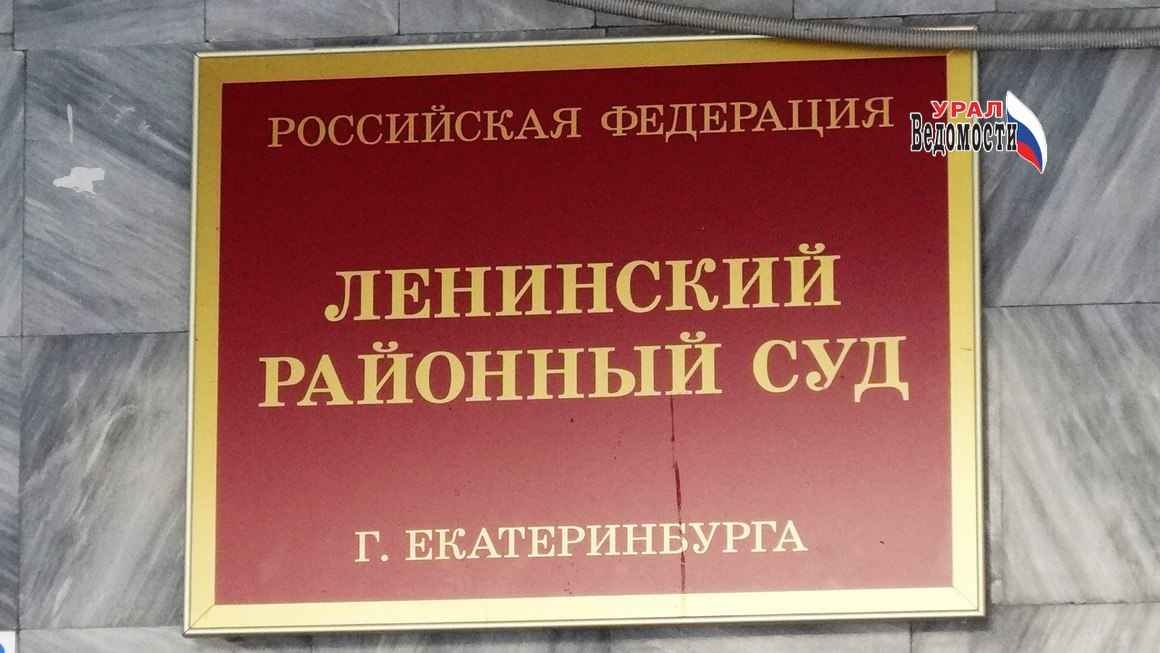 РОССИЙСКАЯ ФЕДЕРАЦИЯ
УРАЛ
Ведомости
ЛЕНИНСКИЙ
РАЙОННЫЙ СУД
Г. ЕКАТЕРИНБУРГА